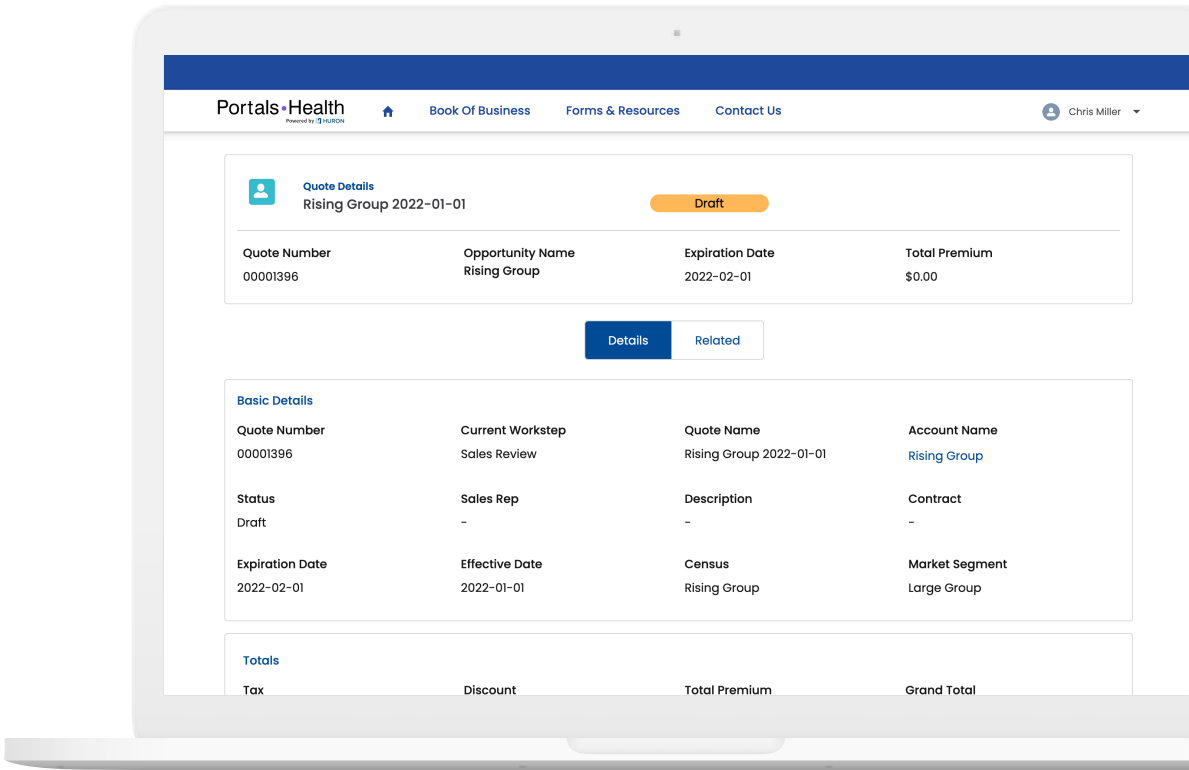 Portals•Health
Powered by HURON
Book Of Business
Forms & Resources
Contact Us
Chris Miller
Quote Details
Rising Group 2022-01-01
Draft
Quote Number
Opportunity Name
Expiration Date
Total Premium
00001396
Rising Group
2022-02-01
$0.00
Details
Related
Basic Details
Quote Number
Current Workstep
Quote Name
Account Name
00001396
Sales Review
Rising Group 2022-01-01
Rising Group
Status
Sales Rep
Description
Contract
Draft
-
-
-
Expiration Date
Effective Date
Census
Market Segment
2022-02-01
2022-01-01
Rising Group
Large Group
Totals
Tax
Discount
Total Premium
Grand Total